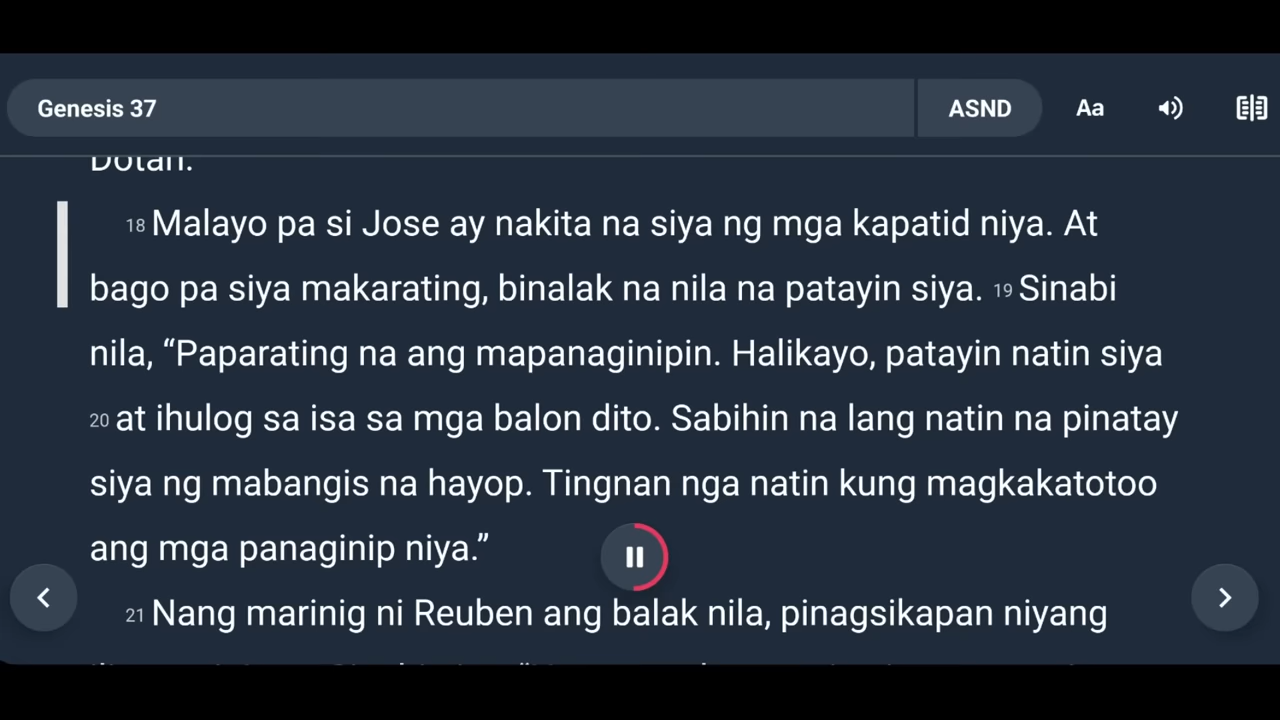 Genesis 37 ASND Aa
Dotan.
18 Malayo pa si Jose ay nakita na siya ng mga kapatid niya. At
bago pa siya makarating, binalak na nila na patayin siya. 19 Sinabi
nila, “Paparating na ang mapanaginipin. Halikayo, patayin natin siya
20 at ihulog sa isa sa mga balon dito. Sabihin na lang natin na pinatay
siya ng mabangis na hayop. Tingnan nga natin kung magkakatotoo
ang mga panaginip niya.”
21 Nang marinig ni Reuben ang balak nila, pinagsikapan niyang